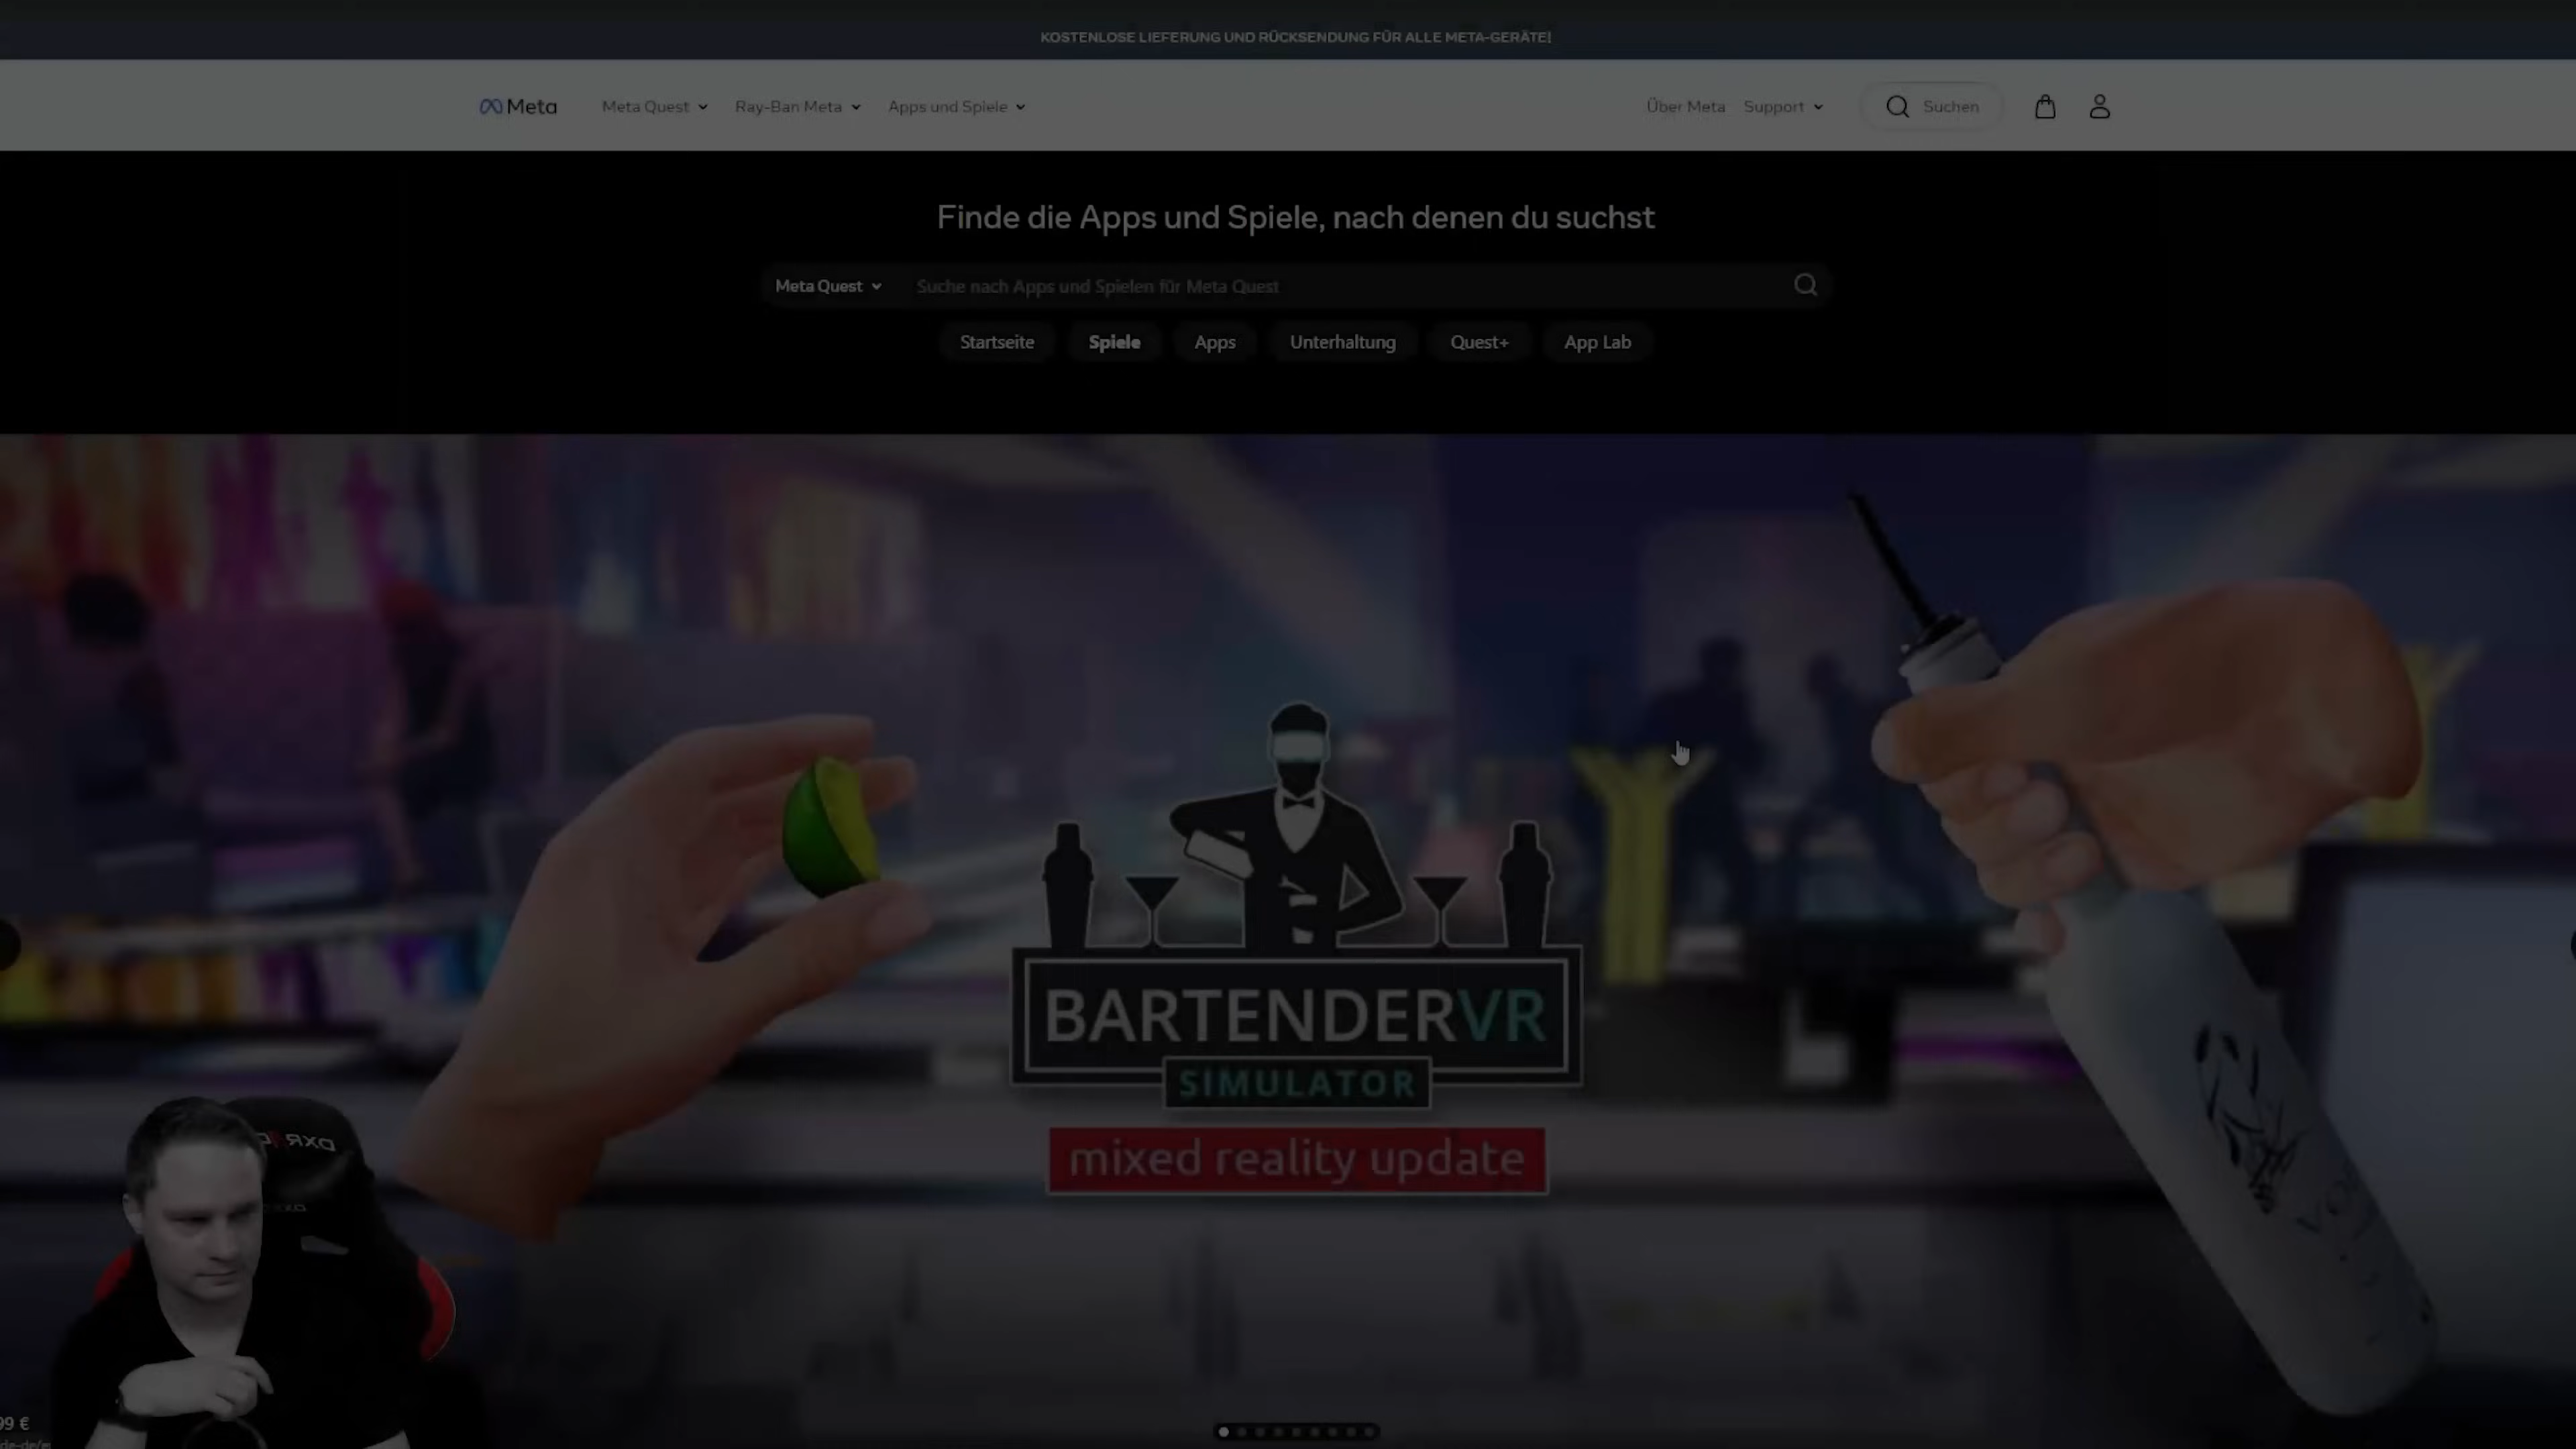 KOSTENLOSE LIEFERUNG UND RÜCKSENDUNG FÜR ALLE META-GERÄTE!
Meta Meta Quest Ray-Ban Meta Apps und Spiele Über Meta Support Suchen
Finde die Apps und Spiele, nach denen du suchst
Meta Quest Suche nach Apps und Spielen für Meta Quest
Startseite Spiele Apps Unterhaltung Quest+ App Lab
BARTENDERVR
SIMULATOR
mixed reality update
99 €